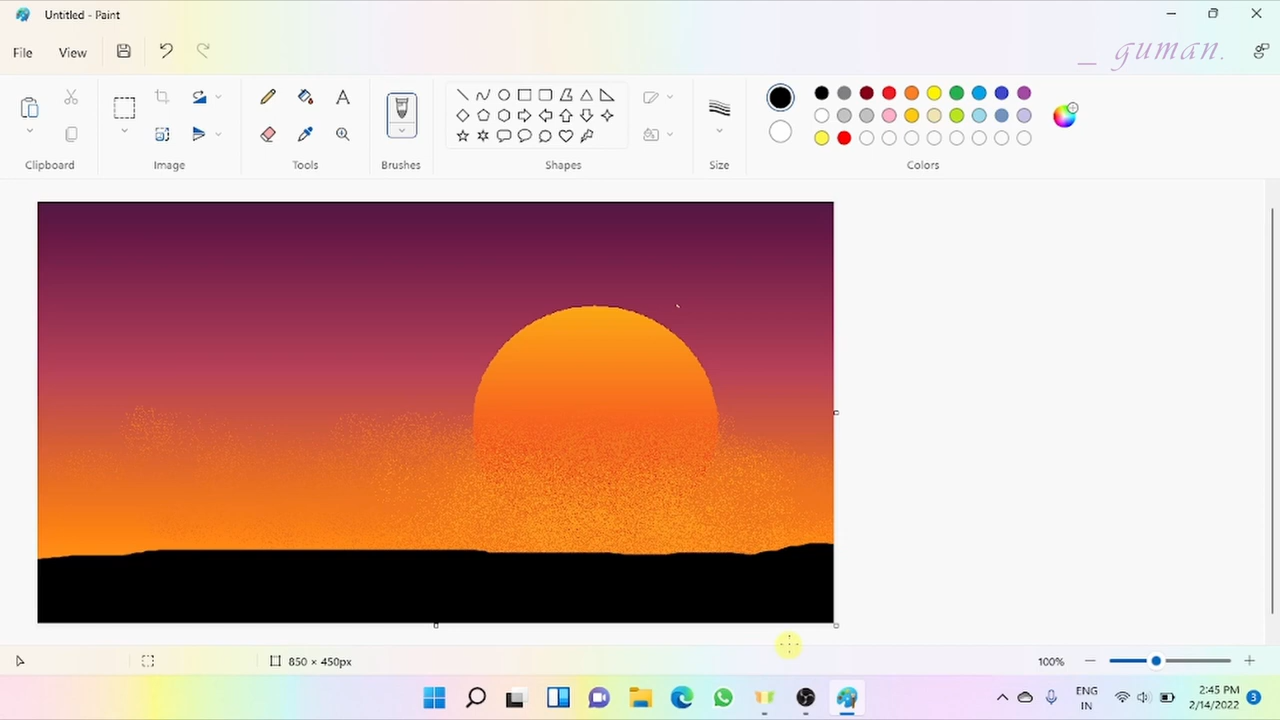 Untitled - Paint
File
View
_ guman.
Clipboard
Image
Tools
Brushes
Shapes
Size
Colors
850 × 450px
100%
ENG
IN
2:45 PM
2/14/2022
3